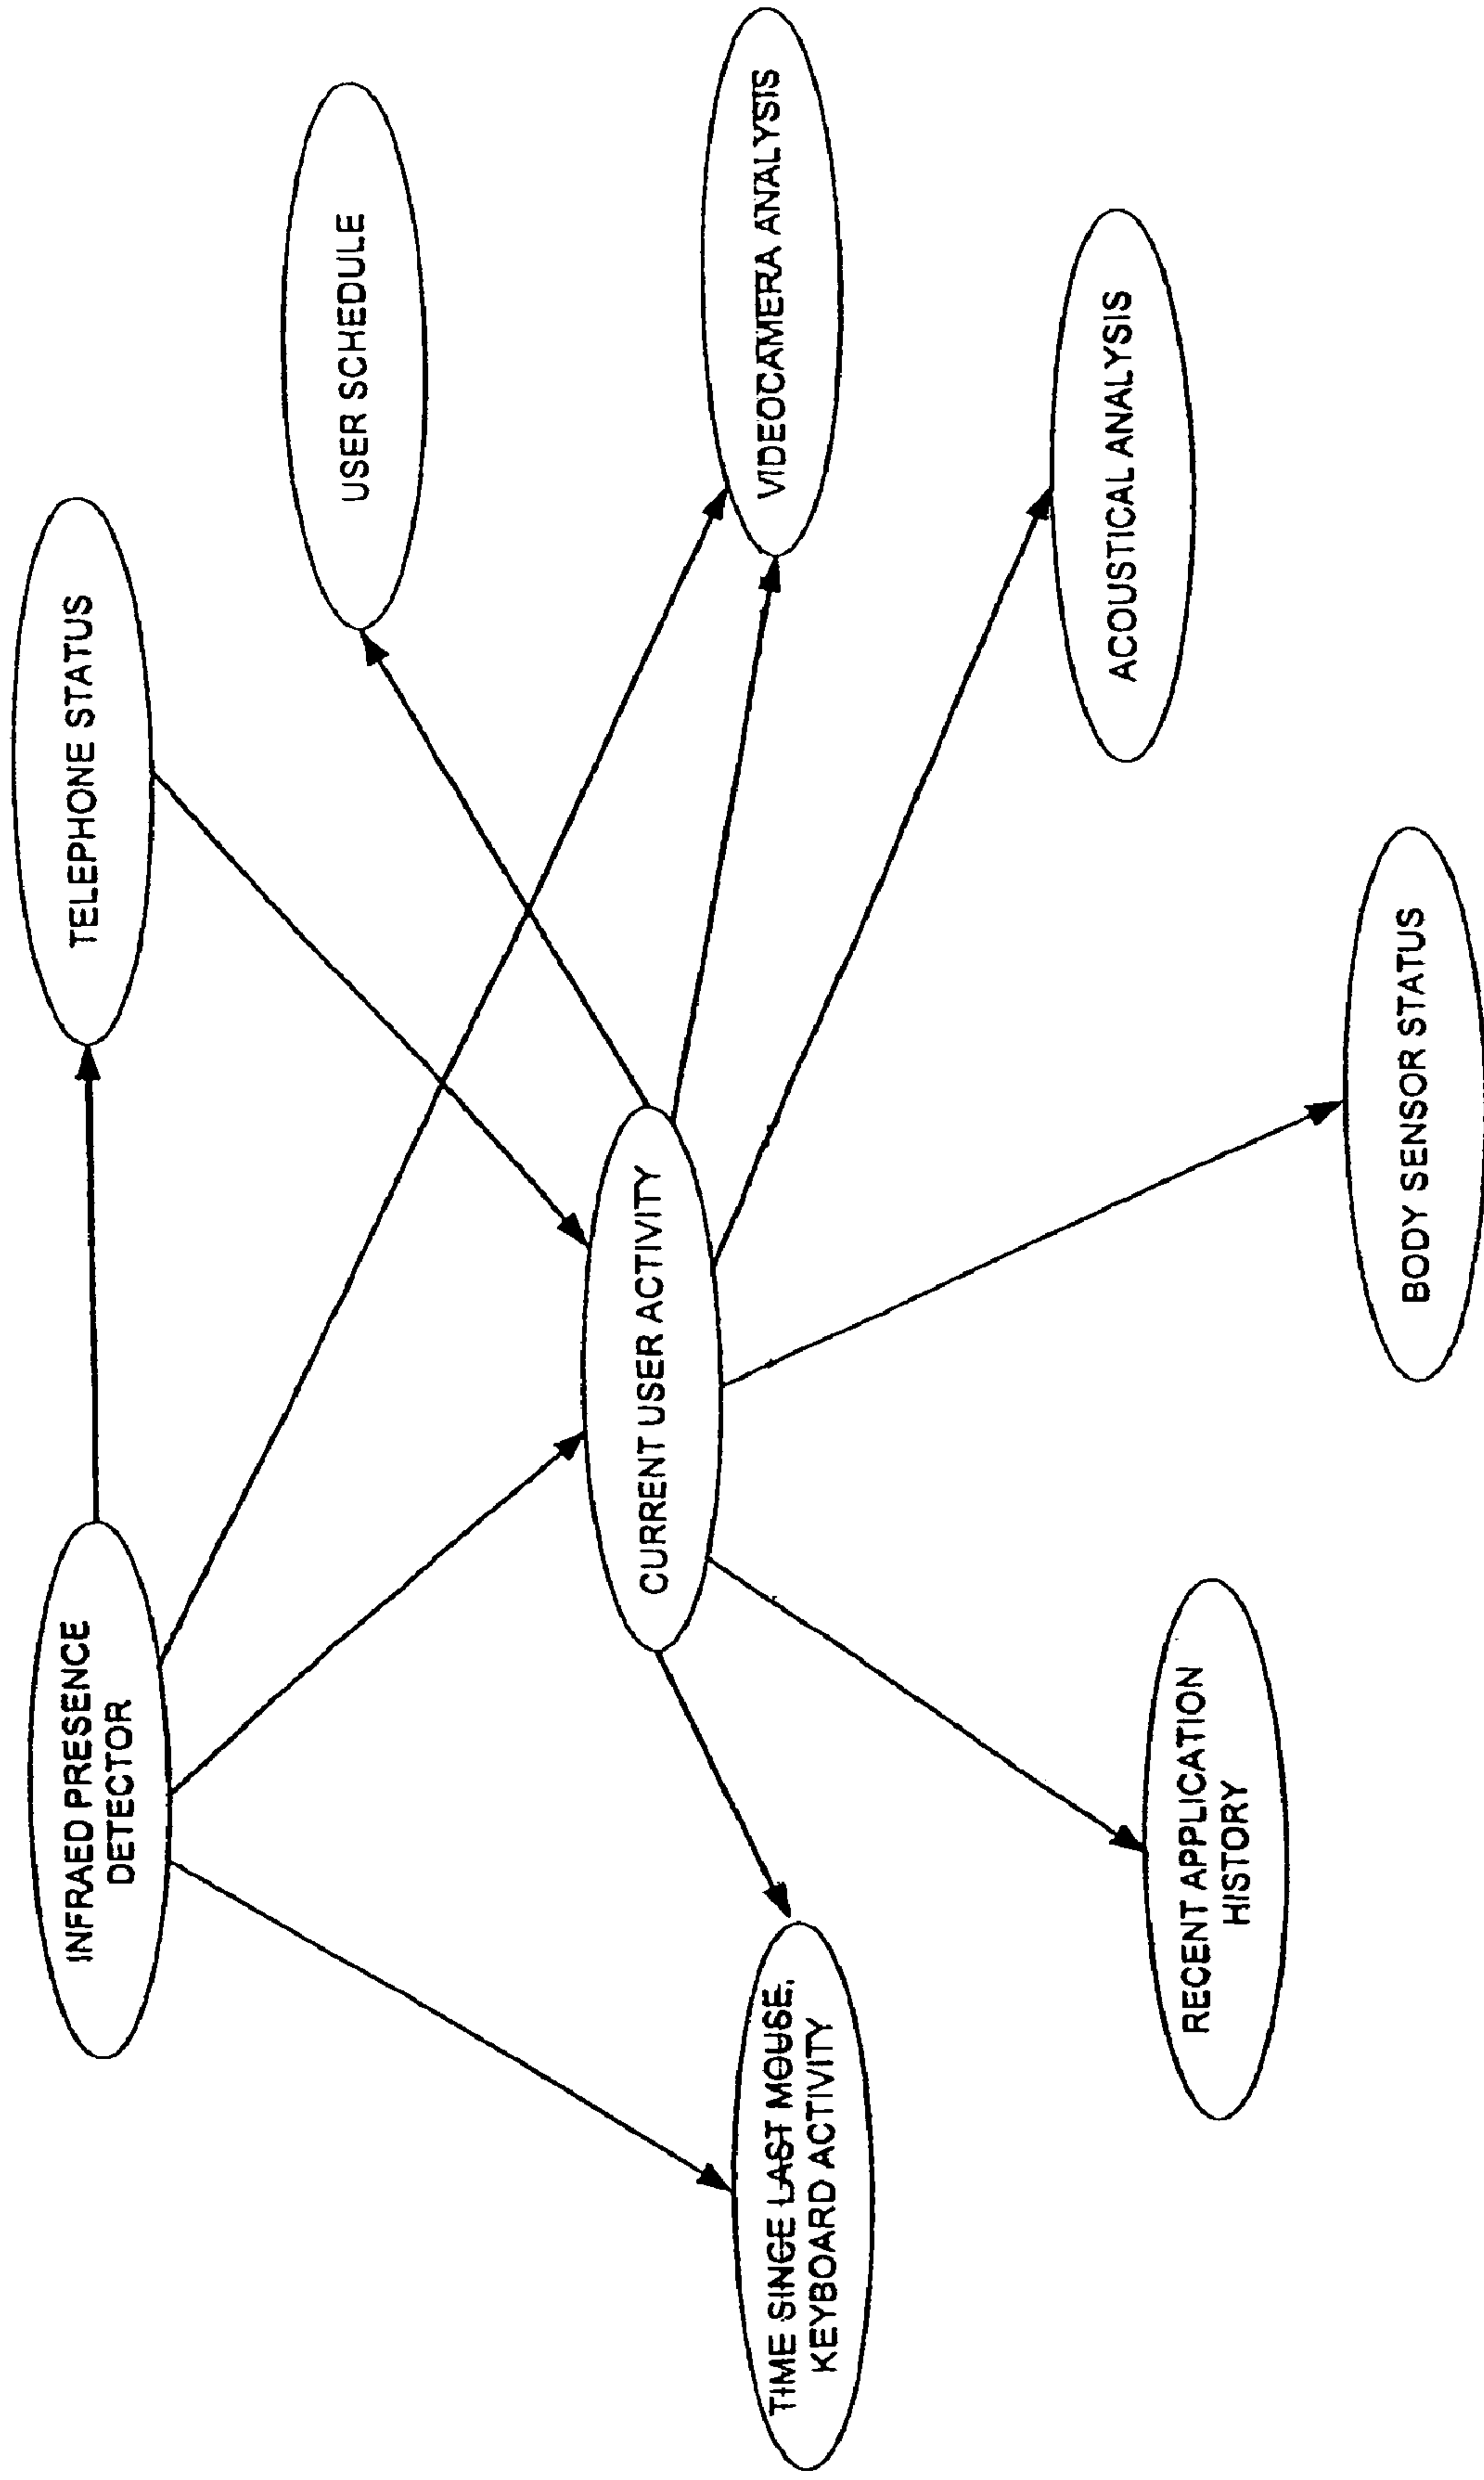 INFRAED PRESENCE
DETECTOR
TELEPHONE STATUS
USER SCHEDULE
CURRENT USER ACTIVITY
TIME SINCE LAST MOUSE,
KEYBOARD ACTIVITY
VIDEOCAMERA ANALYSIS
RECENT APPLICATION
HISTORY
ACOUSTICAL ANALYSIS
BODY SENSOR STATUS